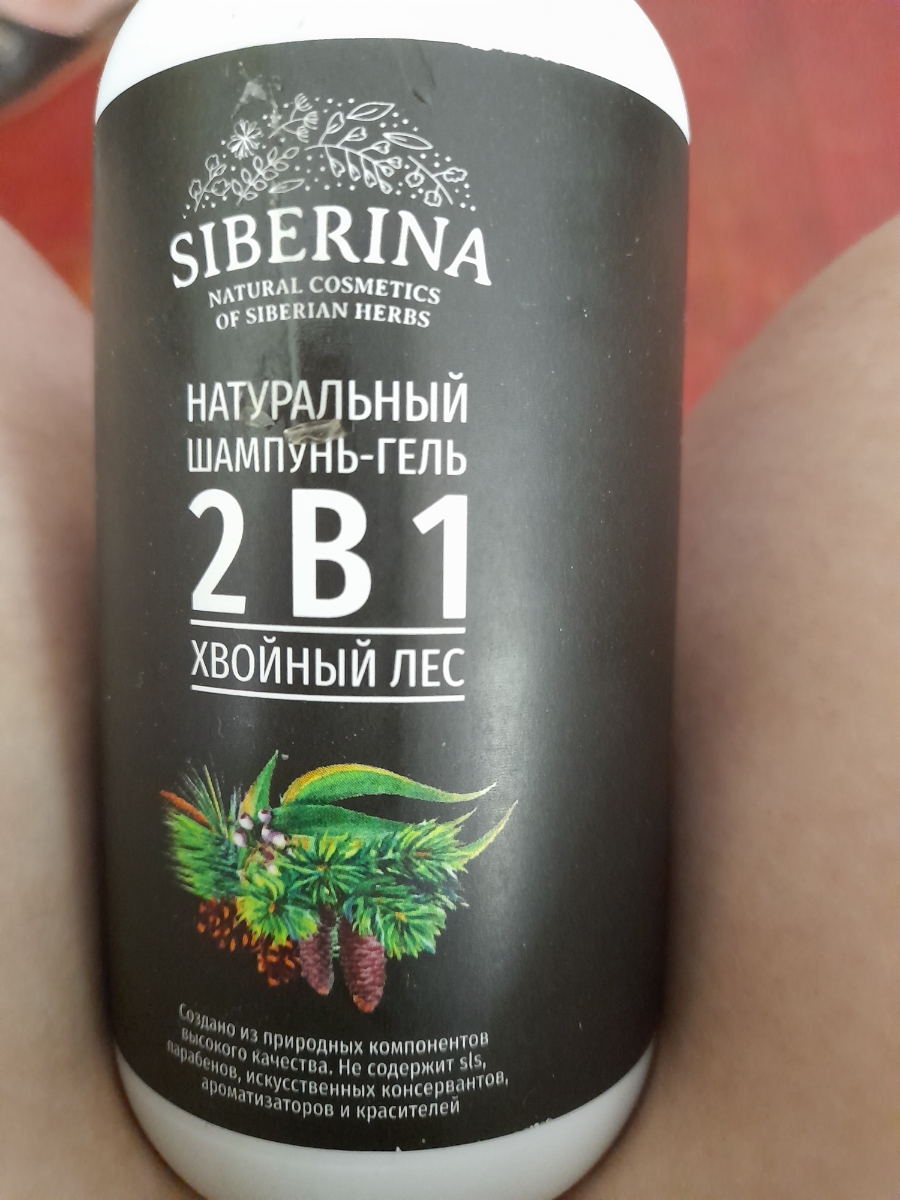 SIBERINA
NATURAL COSMETICS
OF SIBERIAN HERBS
НАТУРАЛЬНЫЙ
ШАМПУНЬ-ГЕЛЬ
2 В 1
ХВОЙНЫЙ ЛЕС
Создано из природных компонентов
высокого качества. Не содержит sls,
парабенов, искусственных консервантов,
ароматизаторов и красителей